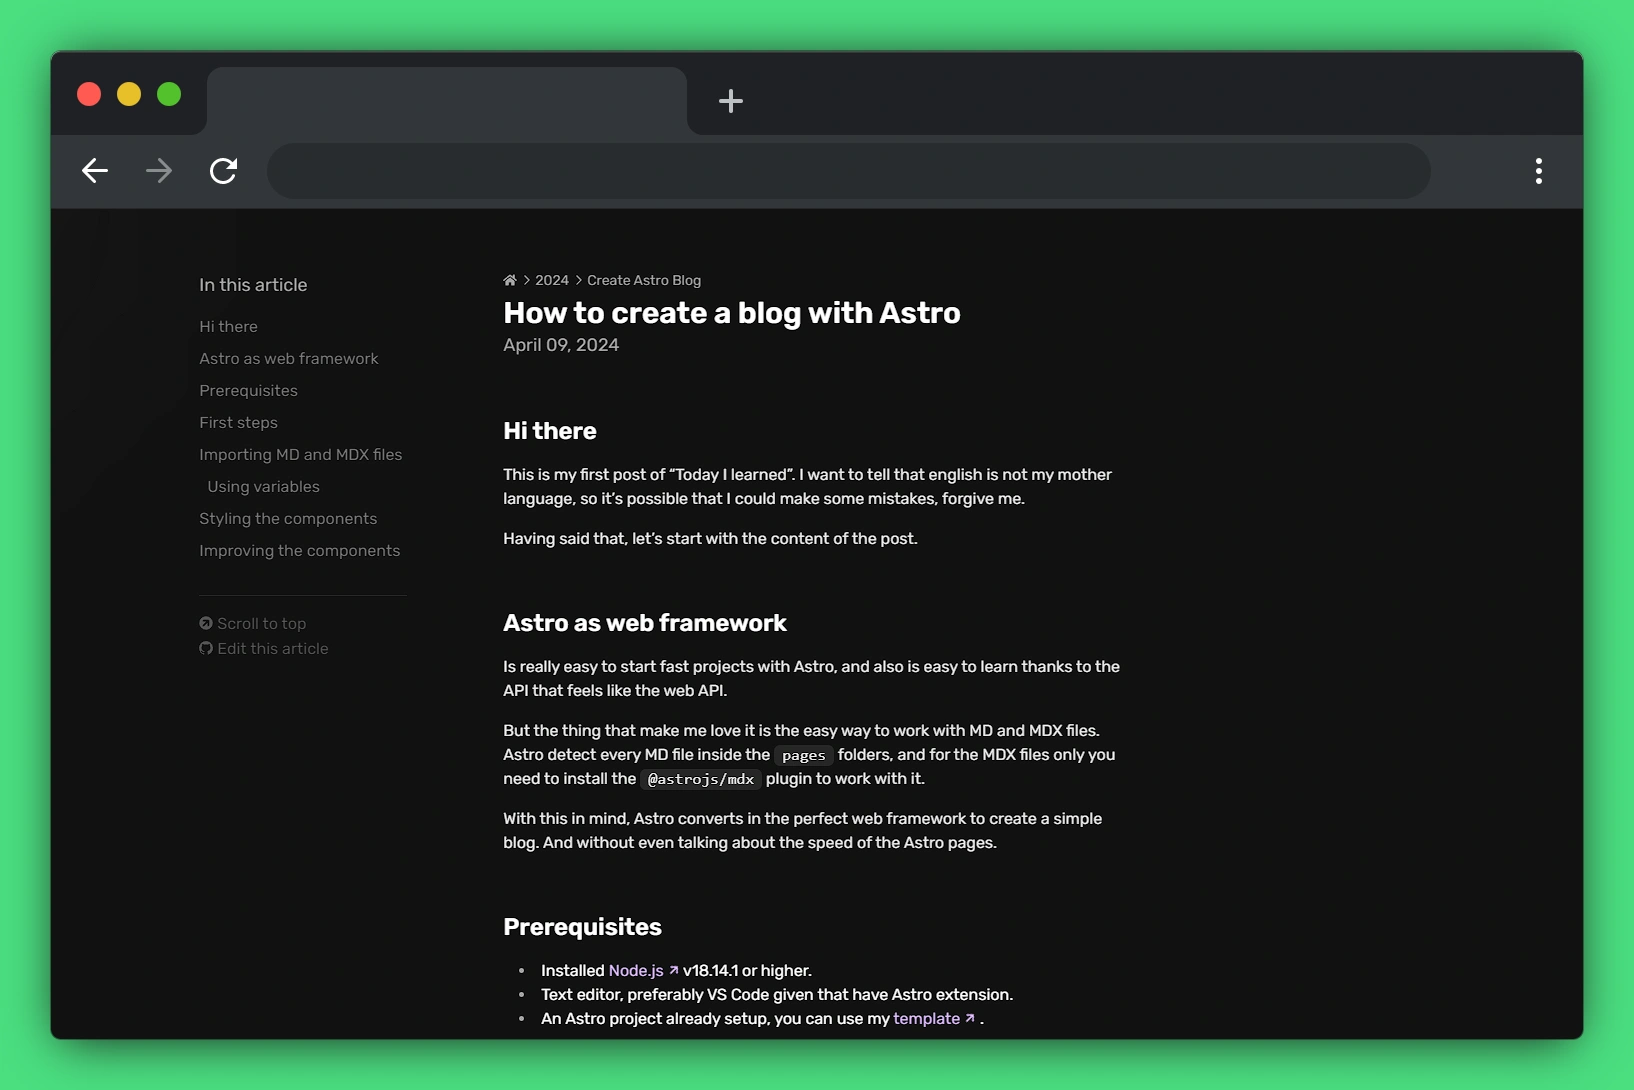 In this article
Hi there
Astro as web framework
Prerequisites
First steps
Importing MD and MDX files
Using variables
Styling the components
Improving the components
Scroll to top
Edit this article
2024 > Create Astro Blog
How to create a blog with Astro
April 09, 2024
Hi there
This is my first post of “Today I learned”. I want to tell that english is not my mother
language, so it’s possible that I could make some mistakes, forgive me.
Having said that, let’s start with the content of the post.
Astro as web framework
Is really easy to start fast projects with Astro, and also is easy to learn thanks to the
API that feels like the web API.
But the thing that make me love it is the easy way to work with MD and MDX files.
Astro detect every MD file inside the pages folders, and for the MDX files only you
need to install the @astrojs/mdx plugin to work with it.
With this in mind, Astro converts in the perfect web framework to create a simple
blog. And without even talking about the speed of the Astro pages.
Prerequisites
• Installed Node.js ↗ v18.14.1 or higher.
• Text editor, preferably VS Code given that have Astro extension.
• An Astro project already setup, you can use my template ↗ .